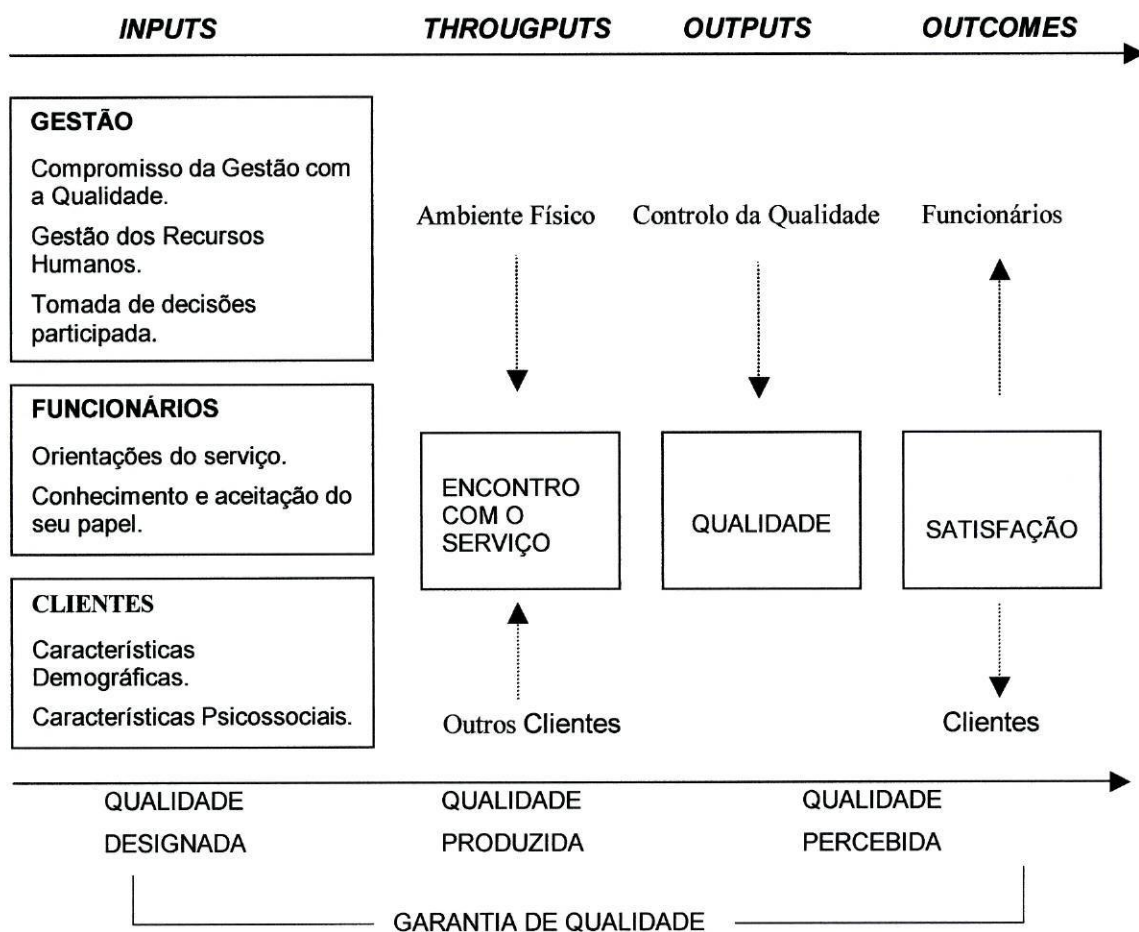 INPUTS THROUGPUTS OUTPUTS OUTCOMES
GESTÃO
Compromisso da Gestão com
a Qualidade.
Gestão dos Recursos
Humanos.
Tomada de decisões
participada.
FUNCIONÁRIOS
Orientações do serviço.
Conhecimento e aceitação do
seu papel.
CLIENTES
Características
Demográficas.
Características Psicossociais.
Ambiente Físico
ENCONTRO
COM O
SERVIÇO
Outros Clientes
Controlo da Qualidade
QUALIDADE
Funcionários
SATISFAÇÃO
Clientes
QUALIDADE
DESIGNADA
QUALIDADE
PRODUZIDA
QUALIDADE
PERCEBIDA
GARANTIA DE QUALIDADE